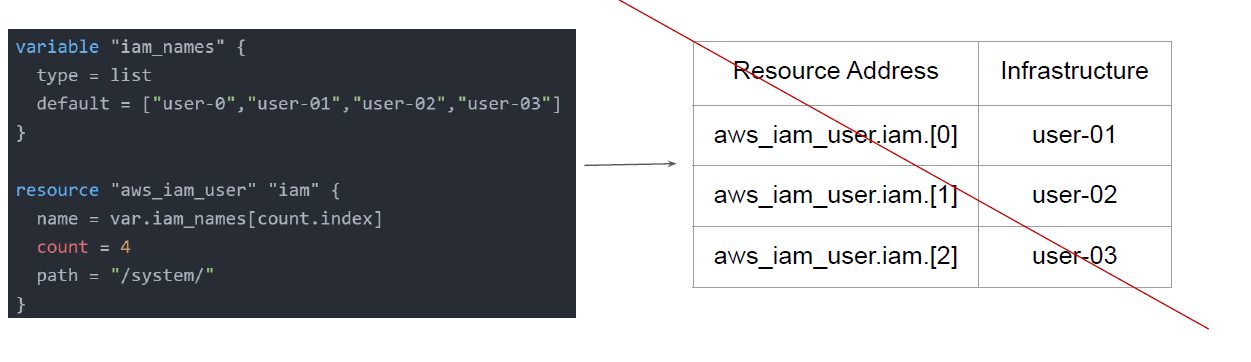 variable "iam_names" {
type = list
default = ["user-0","user-01","user-02","user-03"]
}
resource "aws_iam_user" "iam" {
name = var.iam_names[count.index]
count = 4
path = "/system/"
}
Resource Address Infrastructure
aws_iam_user.iam.[0] user-01
aws_iam_user.iam.[1] user-02
aws_iam_user.iam.[2] user-03